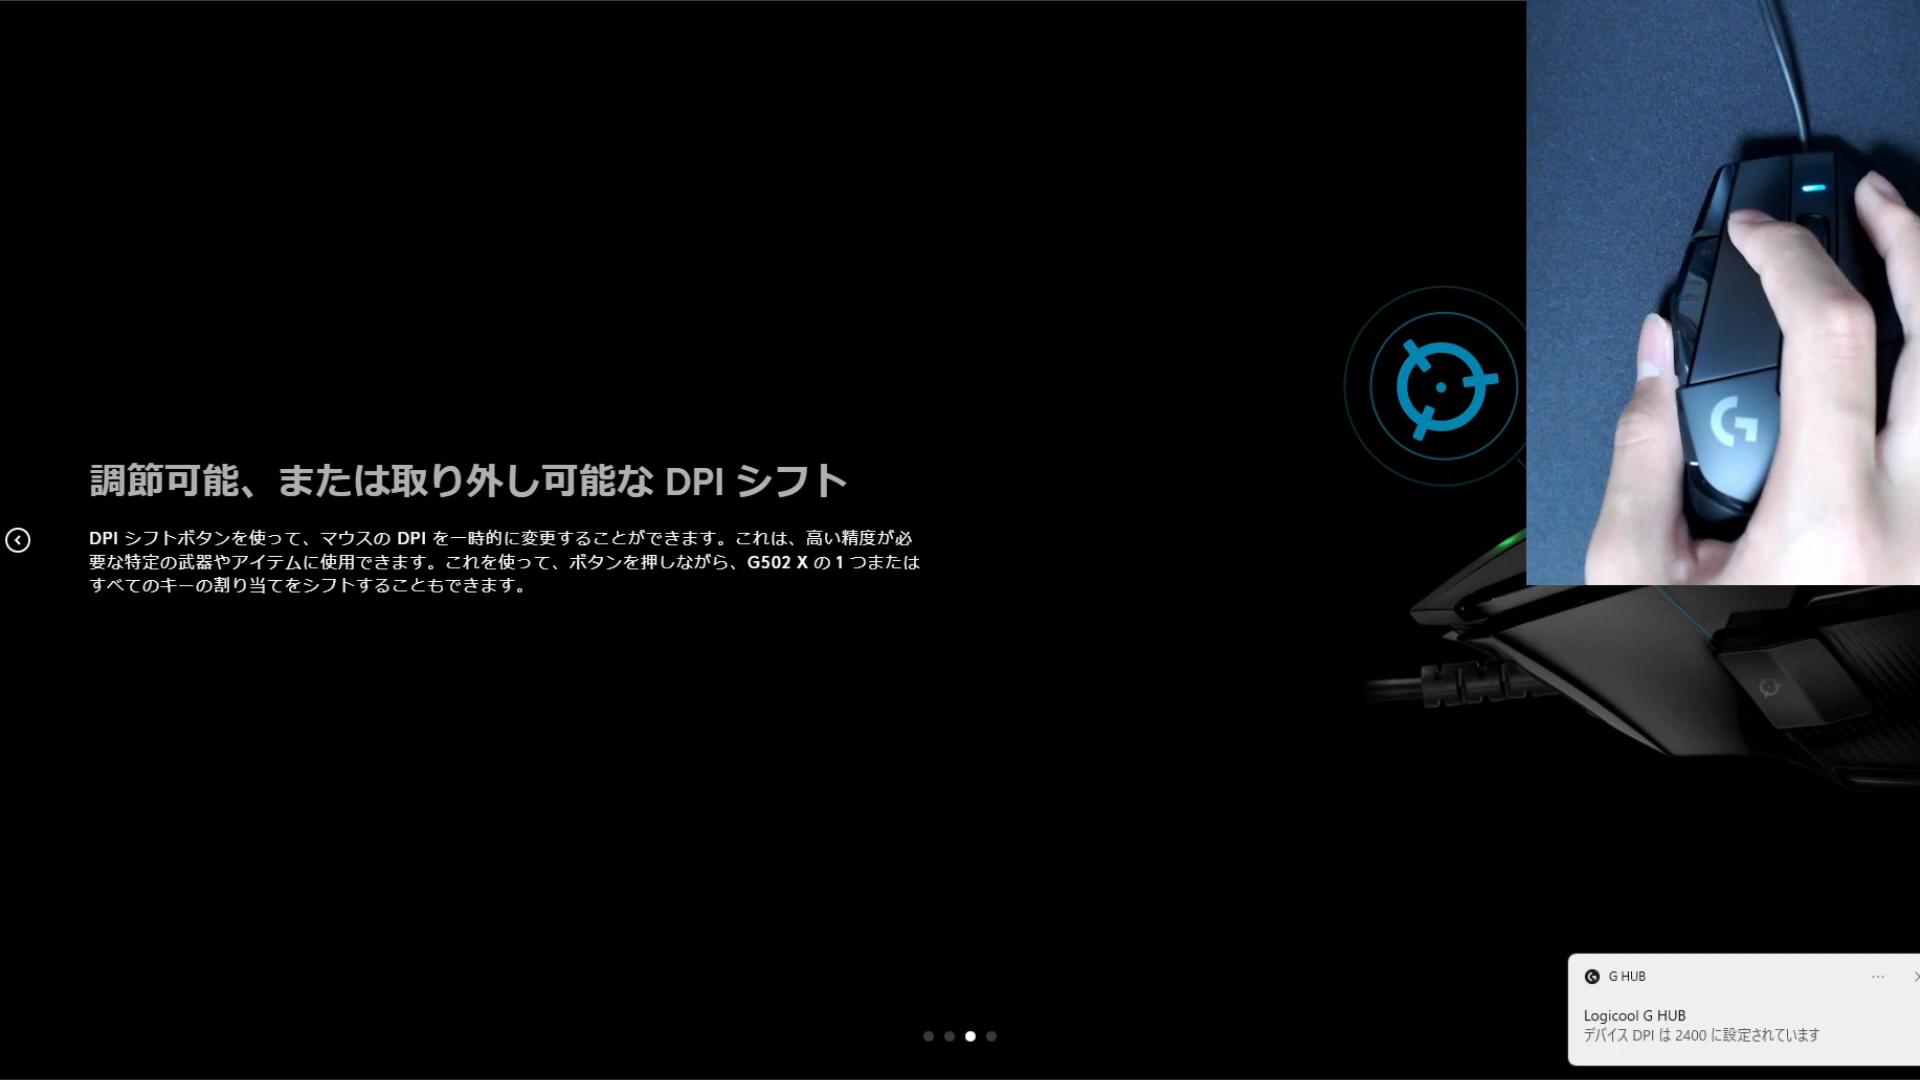 調節可能、または取り外し可能な DPI シフト
DPI シフトボタンを使って、マウスの DPI を一時的に変更することができます。これは、高い精度が必
要な特定の武器やアイテムに使用できます。これを使って、ボタンを押しながら、G502 X の 1 つまたは
すべてのキーの割り当てをシフトすることもできます。
G HUB
Logicool G HUB
デバイス DPI は 2400 に設定されています